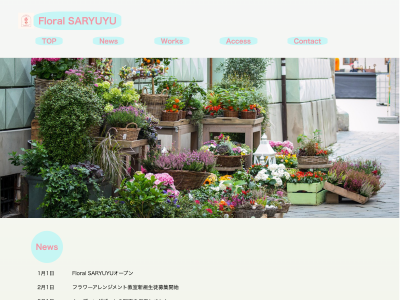 Floral SARYUYU
TOP News Works Access Contact
News
1月1日 Floral SARYUYUオープン
2月1日 フラワーアレンジメント教室新規生徒募集開始